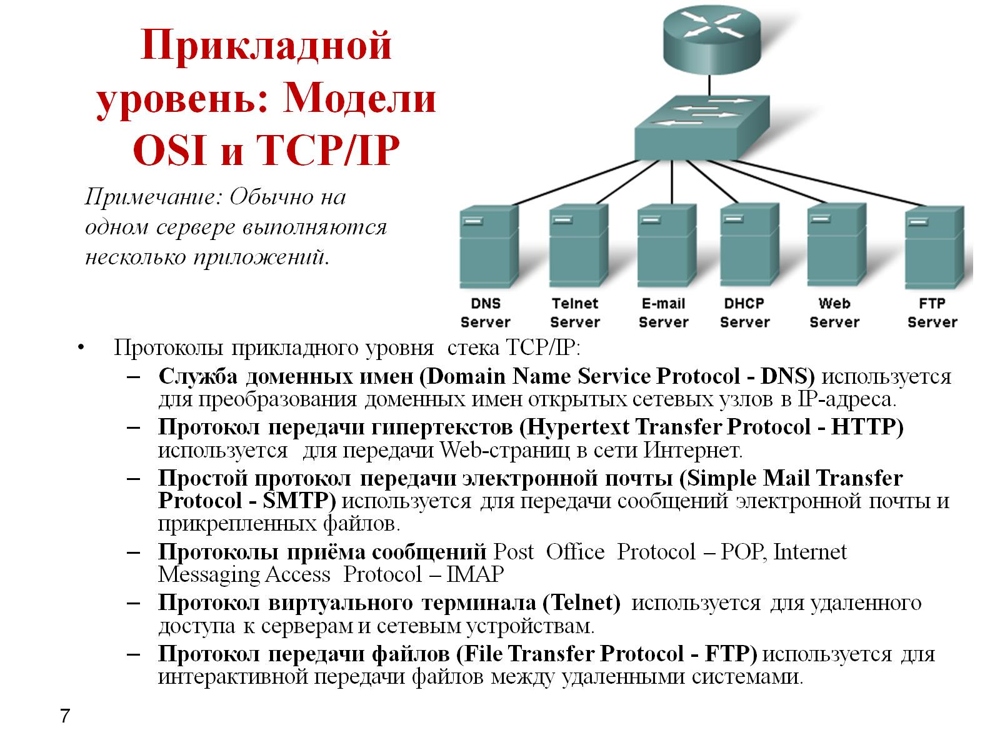 Прикладной
уровень: Модели
OSI и TCP/IP
Примечание: Обычно на
одном сервере выполняются
несколько приложений.
DNS Server
Telnet Server
E-mail Server
DHCP Server
Web Server
FTP Server
• Протоколы прикладного уровня стека TCP/IP:
– Служба доменных имен (Domain Name Service Protocol - DNS) используется
для преобразования доменных имен открытых сетевых узлов в IP-адреса.
– Протокол передачи гипертекстов (Hypertext Transfer Protocol - HTTP)
используется для передачи Web-страниц в сети Интернет.
– Простой протокол передачи электронной почты (Simple Mail Transfer
Protocol - SMTP) используется для передачи сообщений электронной почты и
прикрепленных файлов.
– Протоколы приёма сообщений Post Office Protocol – POP, Internet
Messaging Access Protocol – IMAP
– Протокол виртуального терминала (Telnet) используется для удаленного
доступа к серверам и сетевым устройствам.
– Протокол передачи файлов (File Transfer Protocol - FTP) используется для
интерактивной передачи файлов между удаленными системами.
7